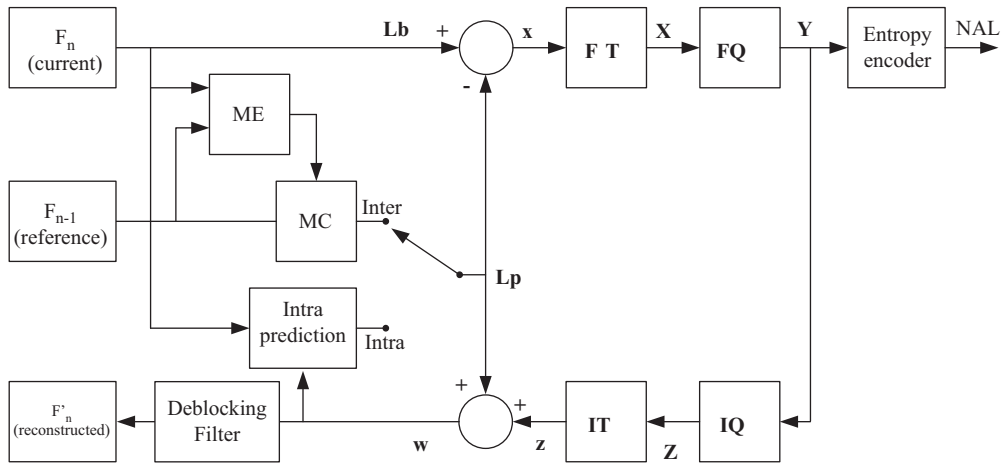 F_n
(current)
Lb
+
x
F T
X
FQ
Y
Entropy
encoder
NAL
-
ME
F_n-1
(reference)
MC
Inter
Lp
Intra
prediction
Intra
F'_n
(reconstructed)
Deblocking
Filter
w
+
+
z
IT
Z
IQ